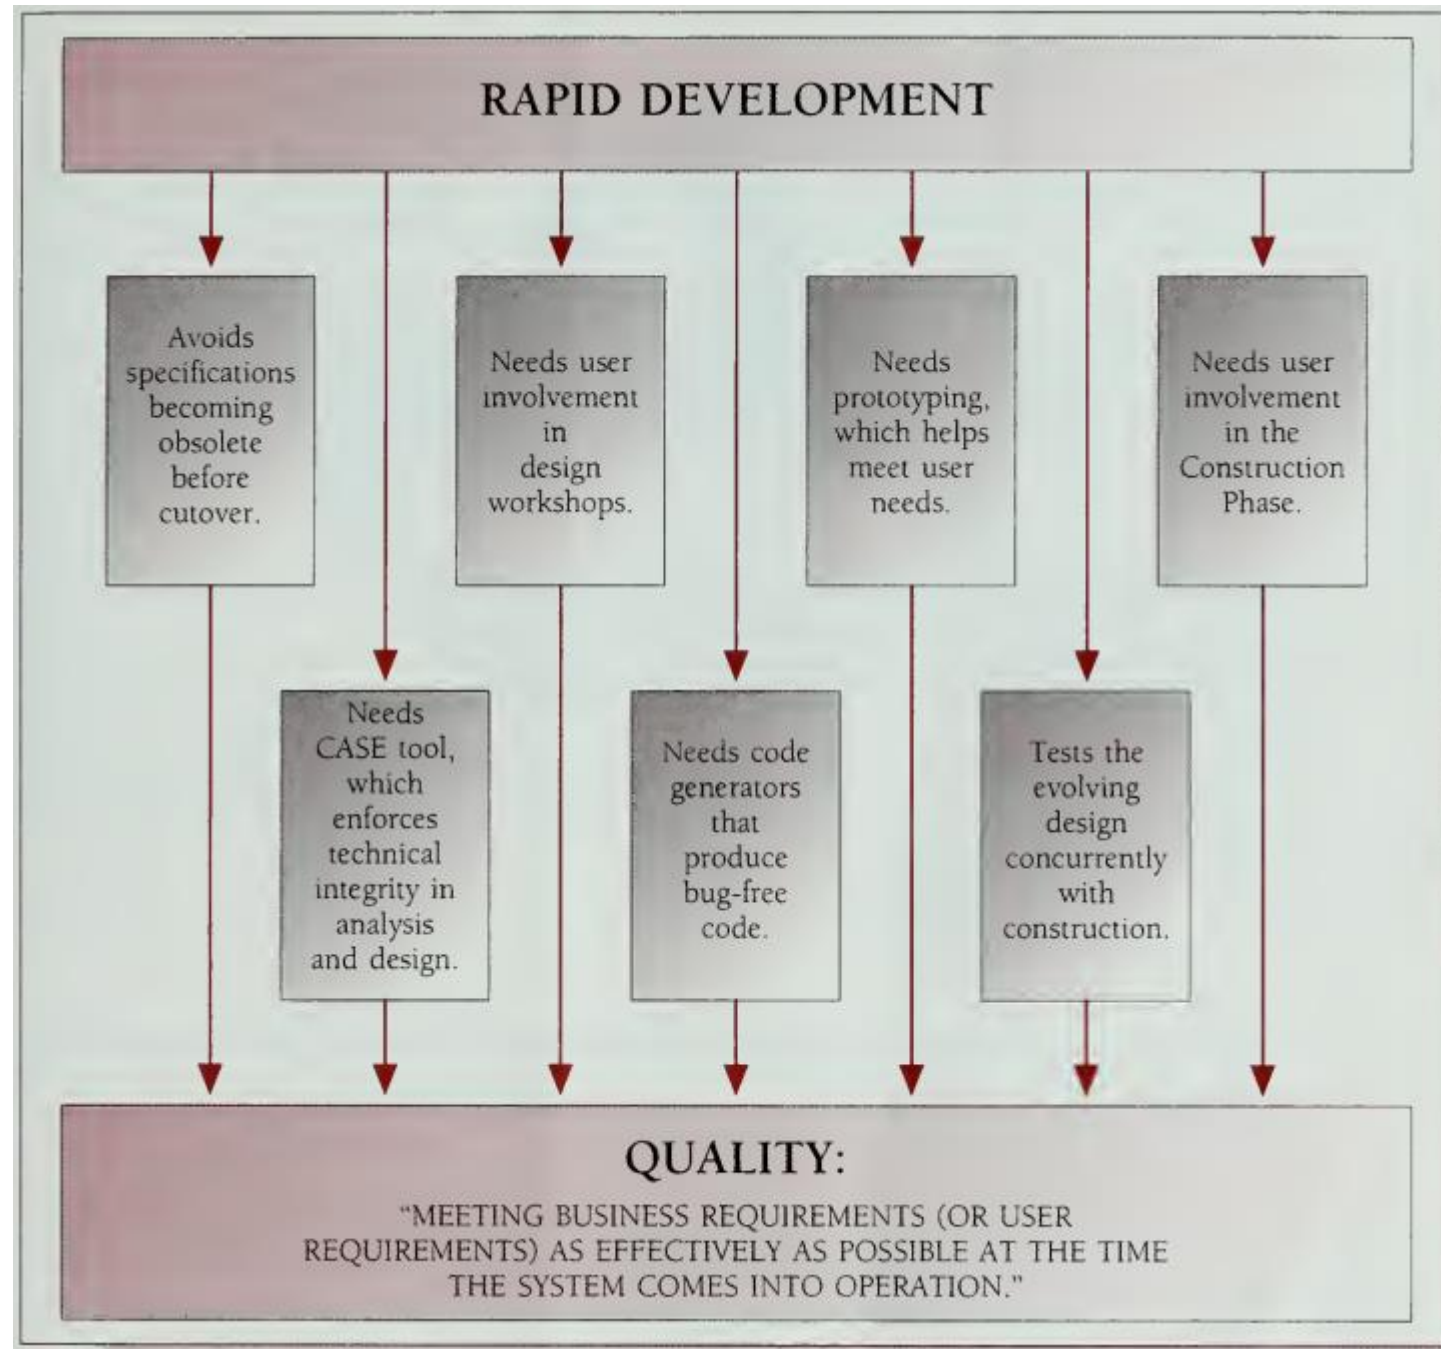 RAPID DEVELOPMENT
Avoids
specifications
becoming
obsolete
before
cutover.
Needs user
involvement
in
design
workshops.
Needs
prototyping,
which helps
meet user
needs.
Needs user
involvement
in the
Construction
Phase.
Needs
CASE tool,
which
enforces
technical
integrity in
analysis
and design.
Needs code
generators
that
produce
bug-free
code.
Tests the
evolving
design
concurrently
with
construction.
QUALITY:
“MEETING BUSINESS REQUIREMENTS (OR USER
REQUIREMENTS) AS EFFECTIVELY AS POSSIBLE AT THE TIME
THE SYSTEM COMES INTO OPERATION.”